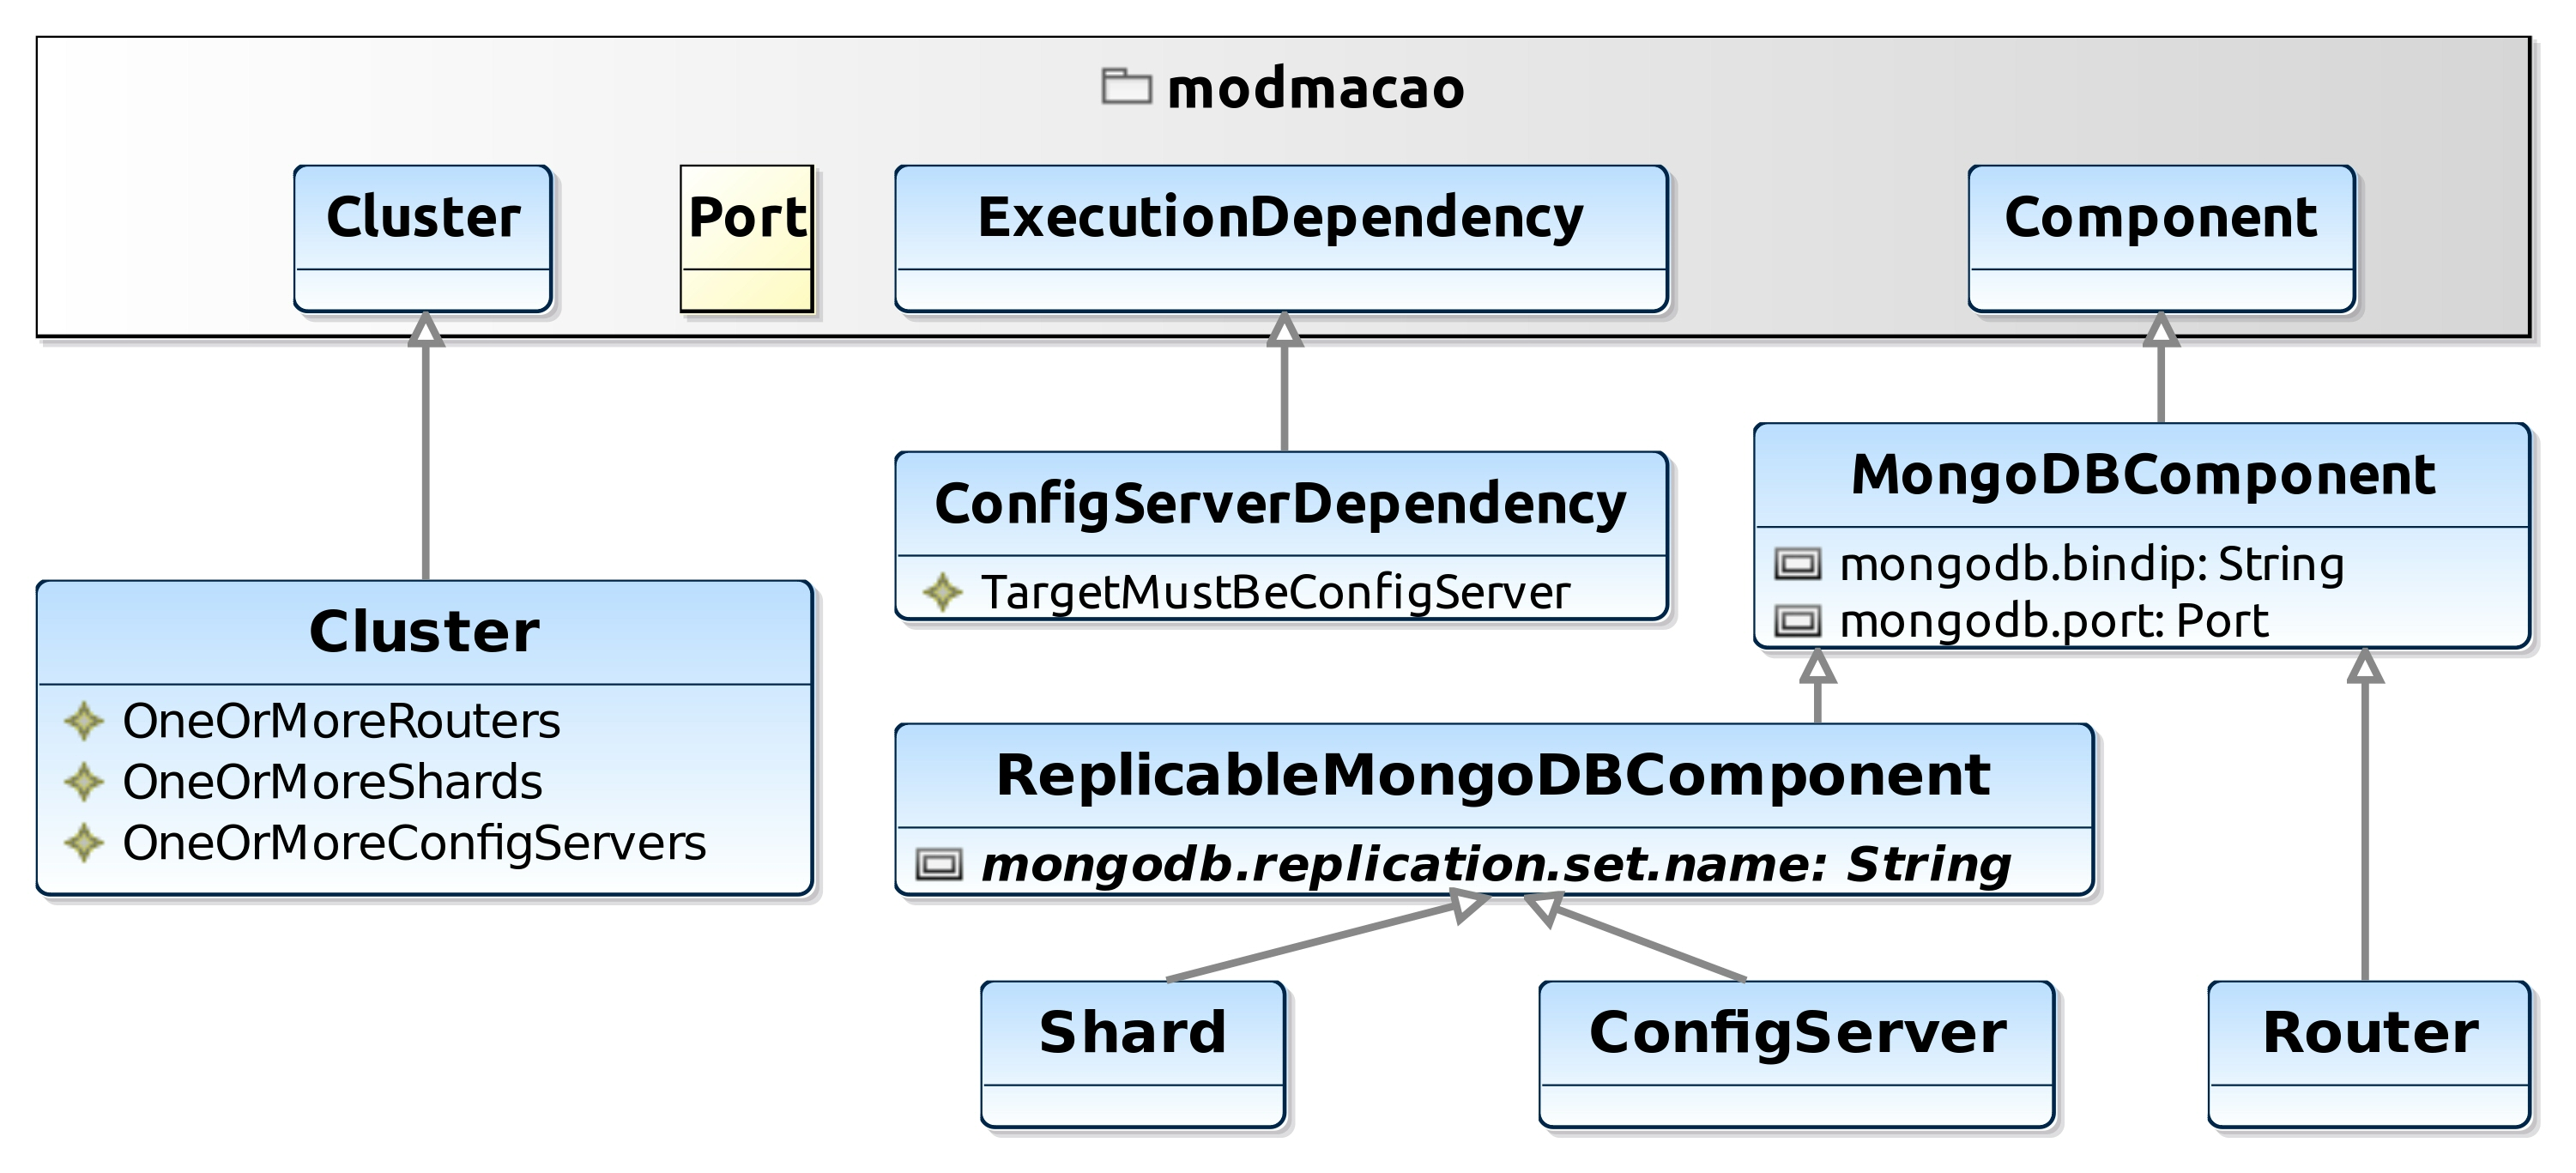 modmacao
Cluster
Port
ExecutionDependency
Component
Cluster
OneOrMoreRouters
OneOrMoreShards
OneOrMoreConfigServers
ConfigServerDependency
TargetMustBeConfigServer
MongoDBComponent
mongodb.bindip: String
mongodb.port: Port
ReplicableMongoDBComponent
mongodb.replication.set.name: String
Shard
ConfigServer
Router